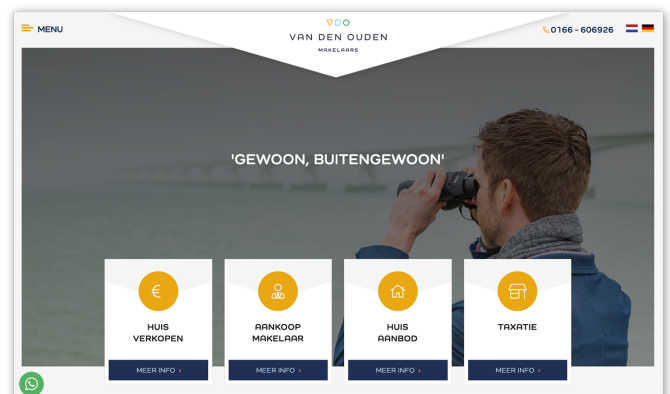 MENU
VDO
VAN DEN OUDEN
MAKELAARS
0166 - 606926
'GEWOON, BUITENGEWOON'
€
HUIS
VERKOPEN
MEER INFO ›
AANKOOP
MAKELAAR
MEER INFO ›
HUIS
AANBOD
MEER INFO ›
TAXATIE
MEER INFO ›